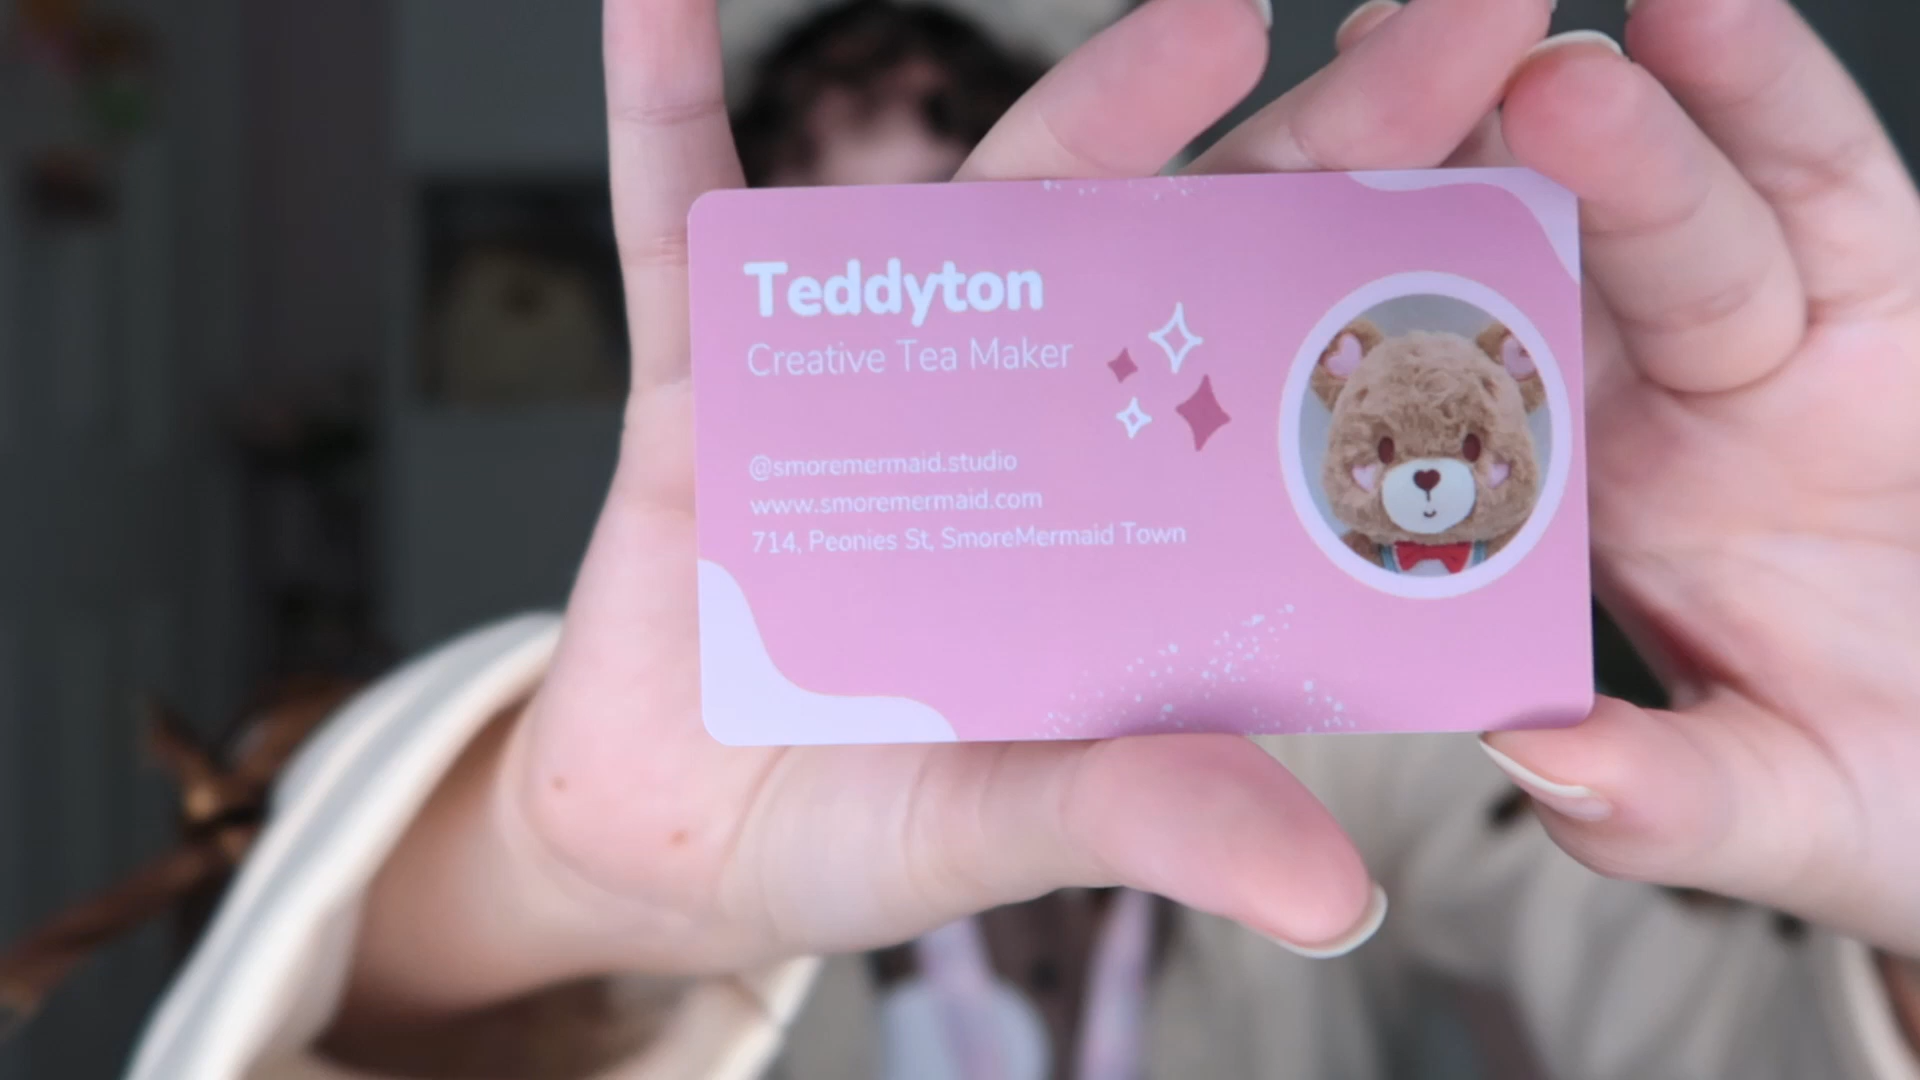 Teddyton
Creative Tea Maker
@smoremermaid.studio
www.smoremermaid.com
714, Peonies St, SmoreMermaid Town